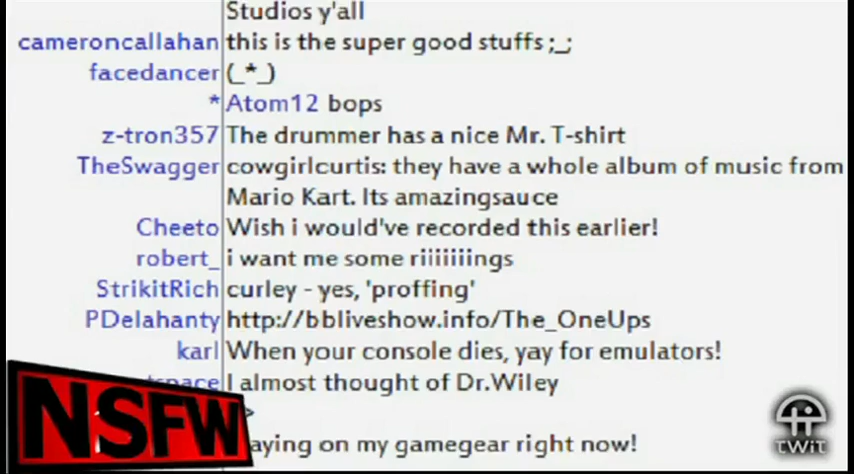 Studios y'all
cameroncallahan this is the super good stuffs ;_;
facedancer (_*_)
* Atom12 bops
z-tron357 The drummer has a nice Mr. T-shirt
TheSwagger cowgirlcurtis: they have a whole album of music from
Mario Kart. Its amazingsauce
Cheeto Wish i would've recorded this earlier!
robert_ i want me some riiiiiiings
StrikitRich curley - yes, 'proffing'
PDelahanty http://bbliveshow.info/The_OneUps
karl When your console dies, yay for emulators!
I almost thought of Dr.Wiley
>
aying on my gamegear right now!
NSFW
TWiT